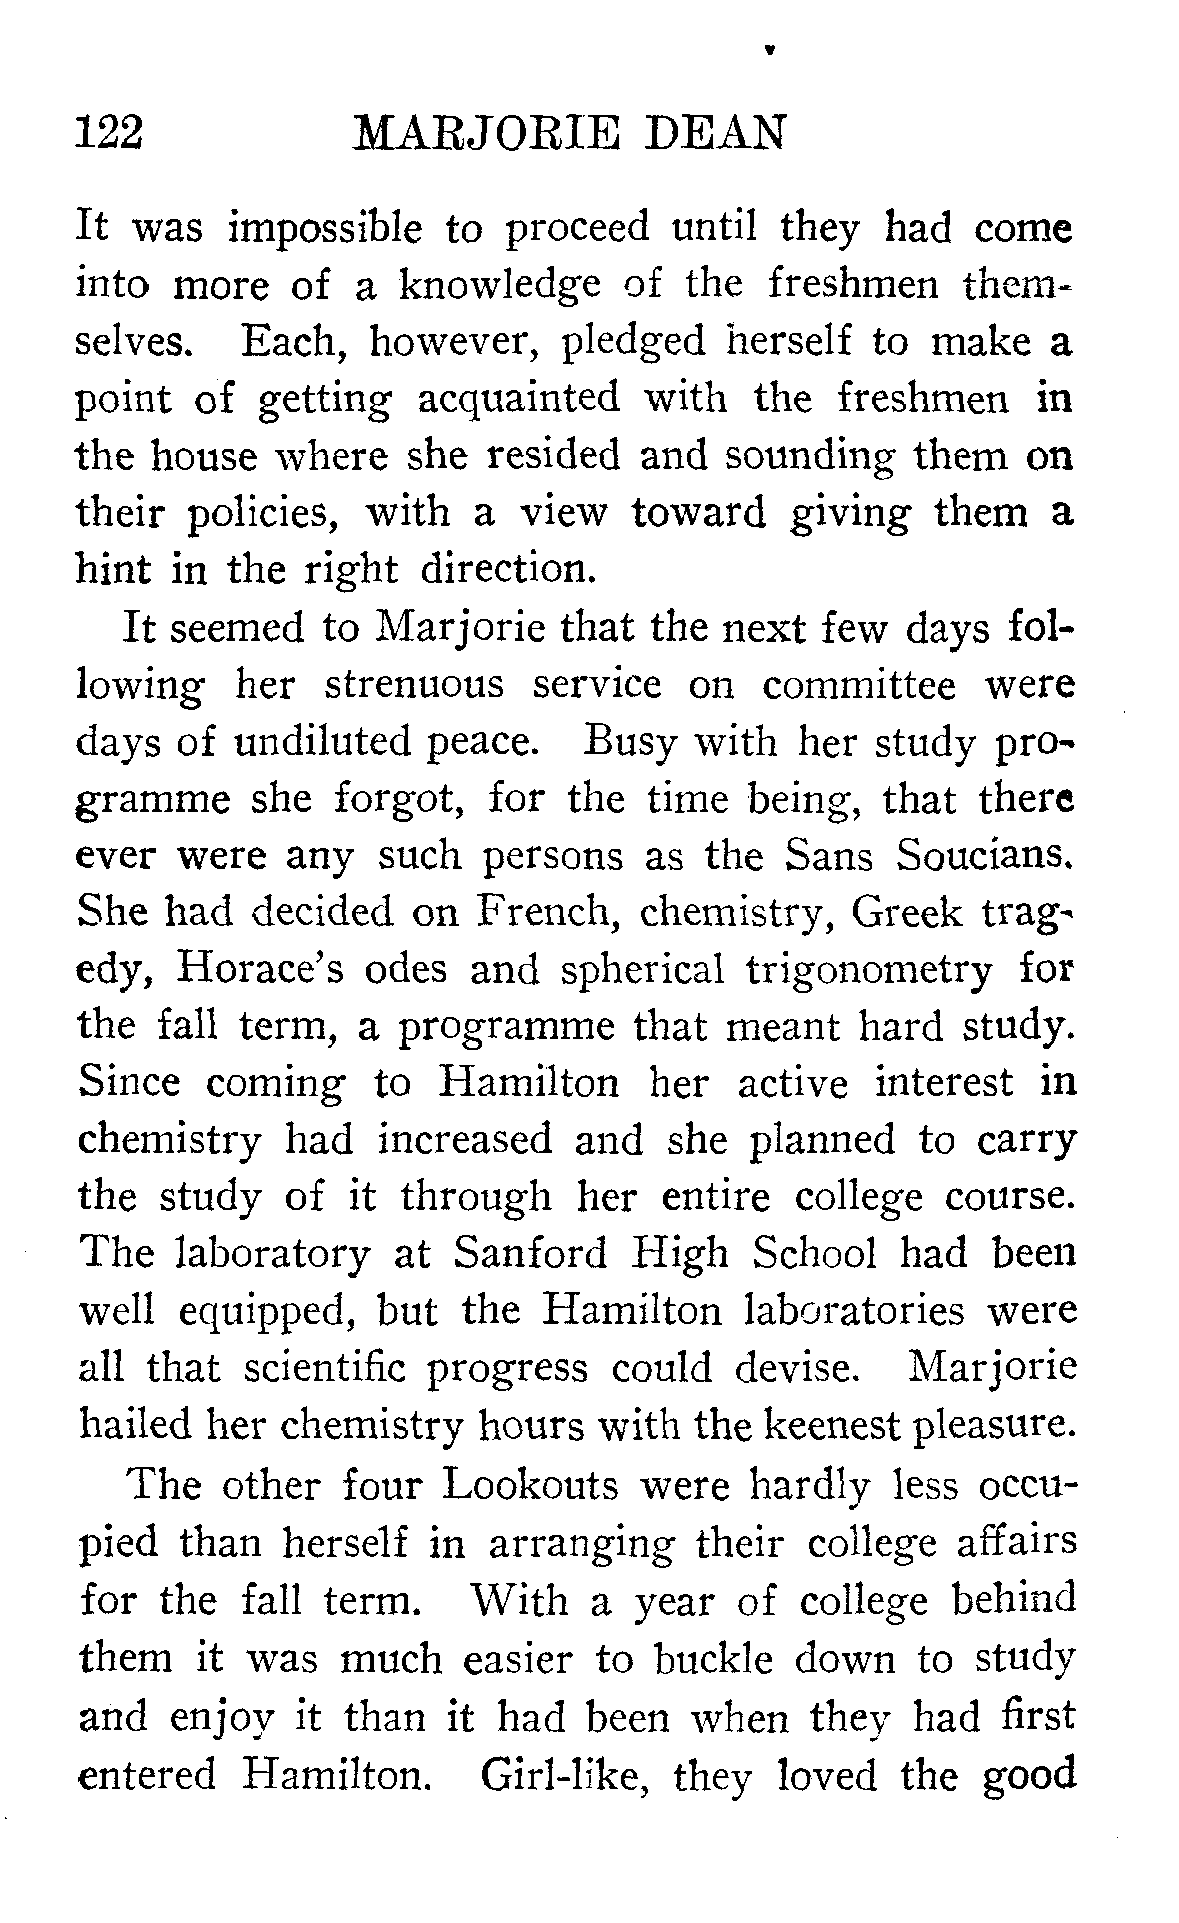 122 MARJORIE DEAN
It was impossible to proceed until they had come
into more of a knowledge of the freshmen them-
selves. Each, however, pledged herself to make a
point of getting acquainted with the freshmen in
the house where she resided and sounding them on
their policies, with a view toward giving them a
hint in the right direction.
It seemed to Marjorie that the next few days fol-
lowing her strenuous service on committee were
days of undiluted peace. Busy with her study pro-
gramme she forgot, for the time being, that there
ever were any such persons as the Sans Soucians.
She had decided on French, chemistry, Greek trag-
edy, Horace's odes and spherical trigonometry for
the fall term, a programme that meant hard study.
Since coming to Hamilton her active interest in
chemistry had increased and she planned to carry
the study of it through her entire college course.
The laboratory at Sanford High School had been
well equipped, but the Hamilton laboratories were
all that scientific progress could devise. Marjorie
hailed her chemistry hours with the keenest pleasure.
The other four Lookouts were hardly less occu-
pied than herself in arranging their college affairs
for the fall term. With a year of college behind
them it was much easier to buckle down to study
and enjoy it than it had been when they had first
entered Hamilton. Girl-like, they loved the good